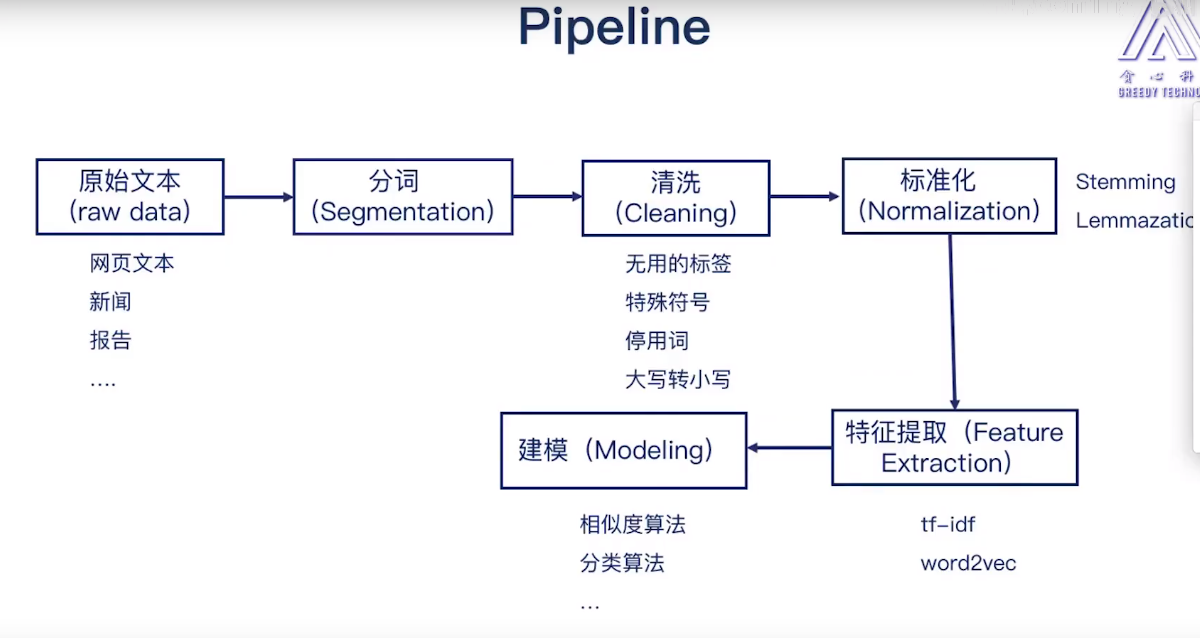 Pipeline
贪心科
GREEDY TECHNO
原始文本
(raw data)
网页文本
新闻
报告
....
分词
(Segmentation)
清洗
(Cleaning)
无用的标签
特殊符号
停用词
大写转小写
标准化
(Normalization)
Stemming
Lemmazatio
特征提取（Feature
Extraction)
tf-idf
word2vec
建模（Modeling）
相似度算法
分类算法
...